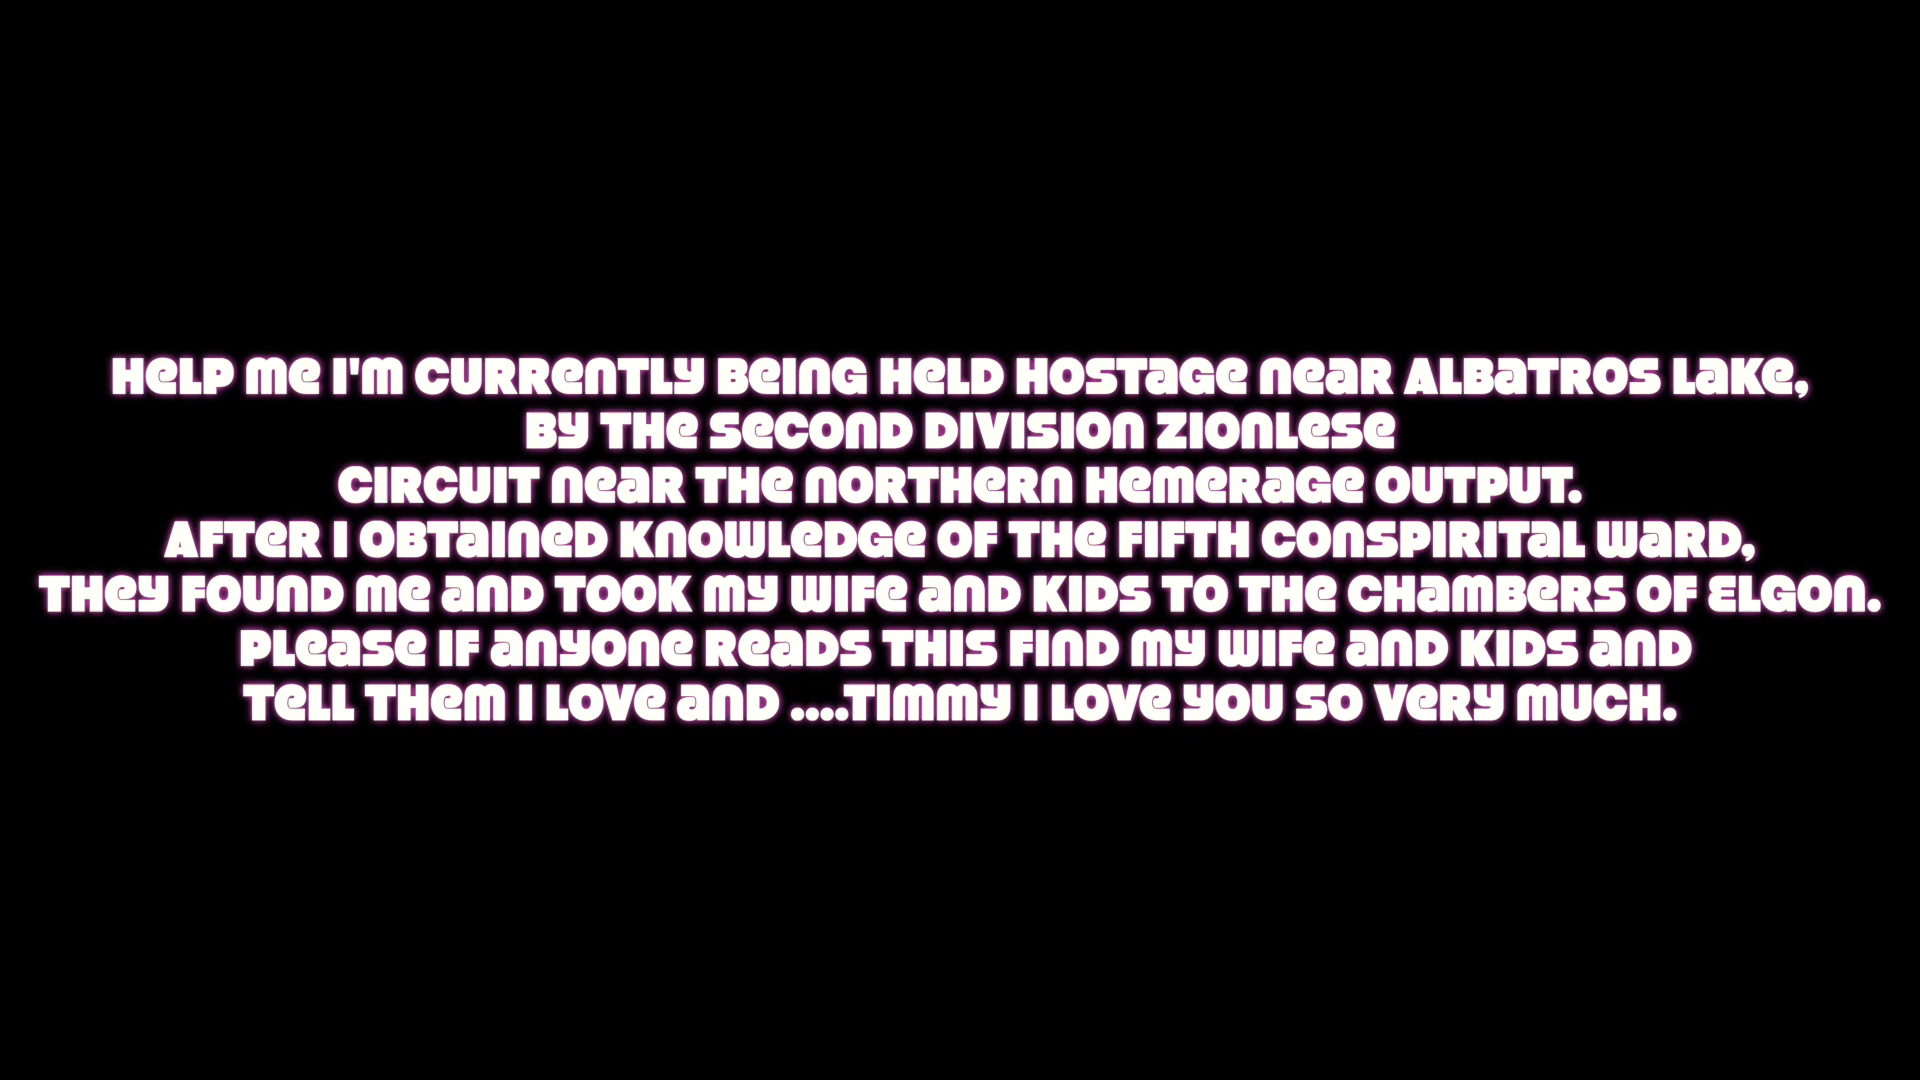 Help me I'm currently being held hostage near Albatros Lake,
by the second division Zionlese
circuit near the northern hemerage output.
After I obtained knowledge of the fifth conspirital ward,
they found me and took my wife and kids to the chambers of Elgon.
Please if anyone reads this find my wife and kids and
tell them I love and ....Timmy I love you so very much.